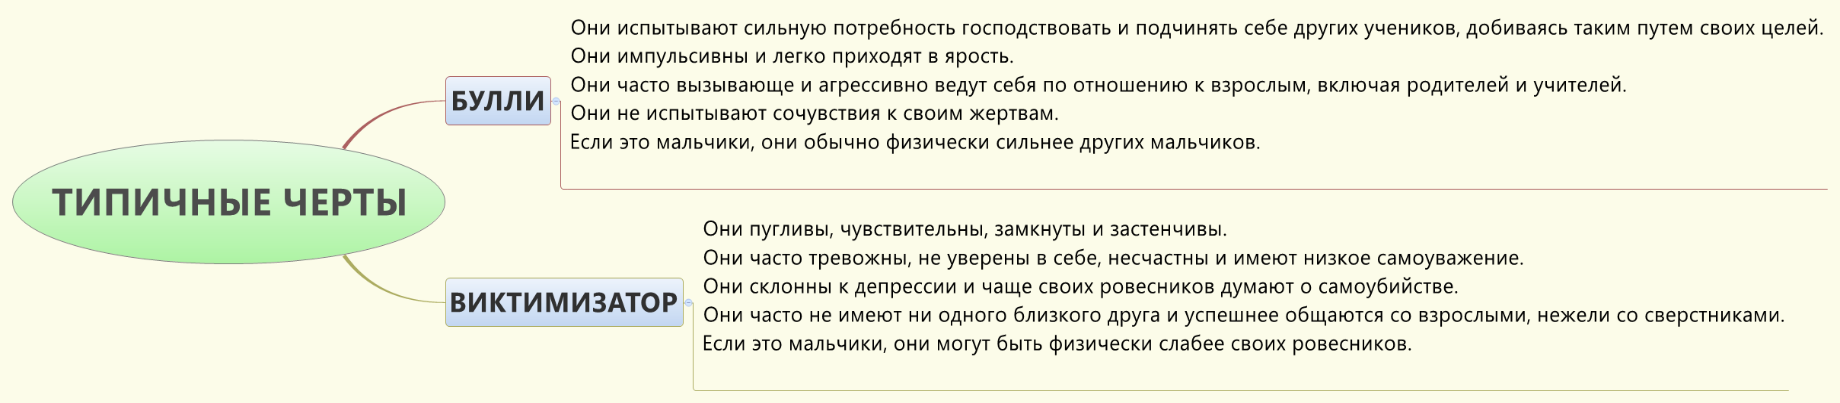 ТИПИЧНЫЕ ЧЕРТЫ
БУЛЛИ
Они испытывают сильную потребность господствовать и подчинять себе других учеников, добиваясь таким путем своих целей.
Они импульсивны и легко приходят в ярость.
Они часто вызывающе и агрессивно ведут себя по отношению к взрослым, включая родителей и учителей.
Они не испытывают сочувствия к своим жертвам.
Если это мальчики, они обычно физически сильнее других мальчиков.
ВИКТИМИЗАТОР
Они пугливы, чувствительны, замкнуты и застенчивы.
Они часто тревожны, не уверены в себе, несчастны и имеют низкое самоуважение.
Они склонны к депрессии и чаще своих ровесников думают о самоубийстве.
Они часто не имеют ни одного близкого друга и успешнее общаются со взрослыми, нежели со сверстниками.
Если это мальчики, они могут быть физически слабее своих ровесников.